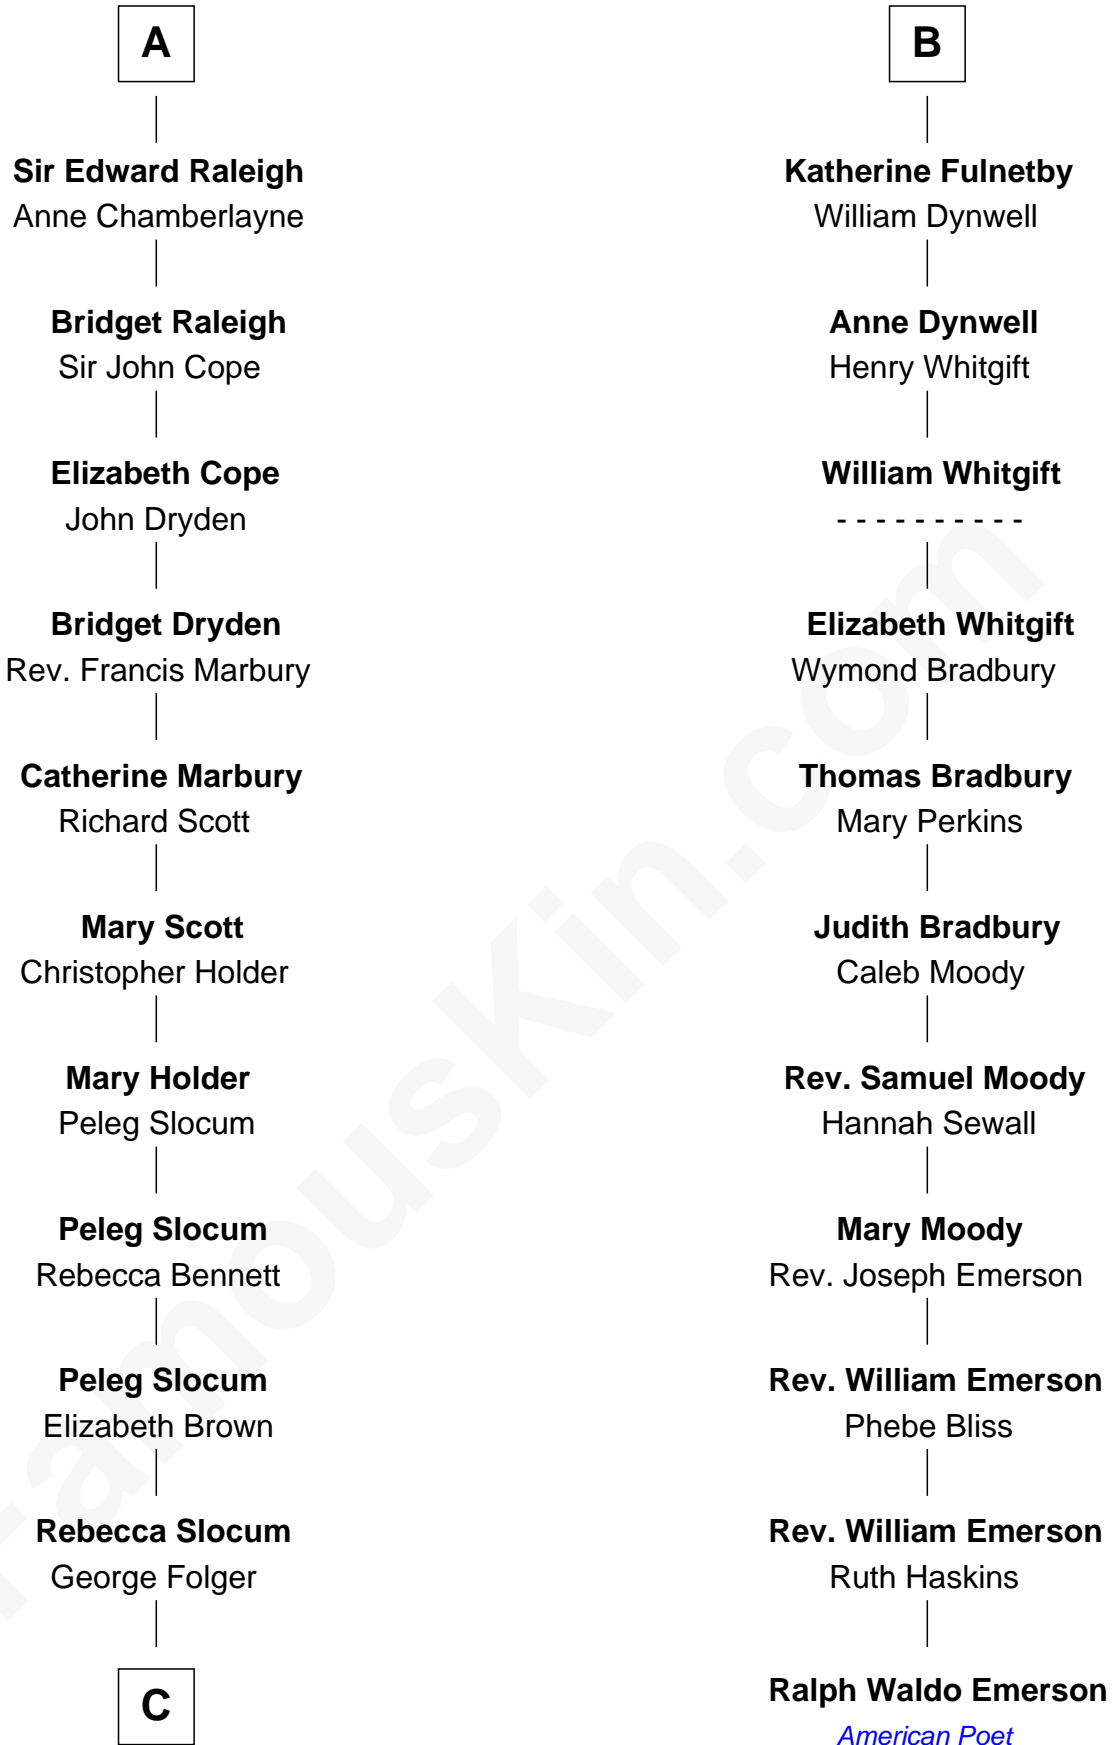 A
Sir Edward Raleigh
Anne Chamberlayne
Bridget Raleigh
Sir John Cope
Elizabeth Cope
John Dryden
Bridget Dryden
Rev. Francis Marbury
Catherine Marbury
Richard Scott
Mary Scott
Christopher Holder
Mary Holder
Peleg Slocum
Peleg Slocum
Rebecca Bennett
Peleg Slocum
Elizabeth Brown
Rebecca Slocum
George Folger
C
B
Katherine Fulnetby
William Dynwell
Anne Dynwell
Henry Whitgift
William Whitgift
- - - - - - - - - -
Elizabeth Whitgift
Wymond Bradbury
Thomas Bradbury
Mary Perkins
Judith Bradbury
Caleb Moody
Rev. Samuel Moody
Hannah Sewall
Mary Moody
Rev. Joseph Emerson
Rev. William Emerson
Phebe Bliss
Rev. William Emerson
Ruth Haskins
Ralph Waldo Emerson
American Poet
FamousKin.com